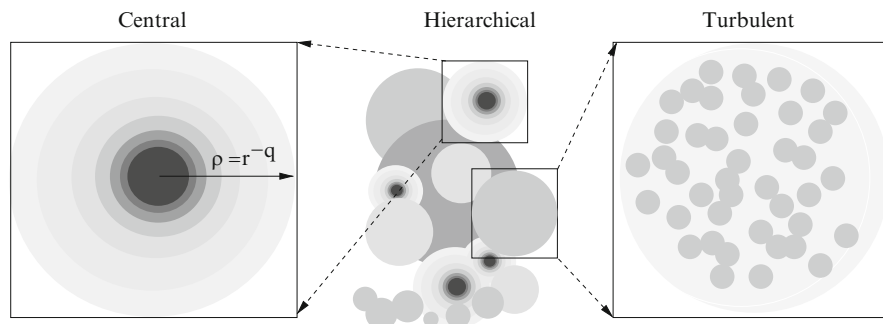 Central
Hierarchical
Turbulent
ρ = r^−q